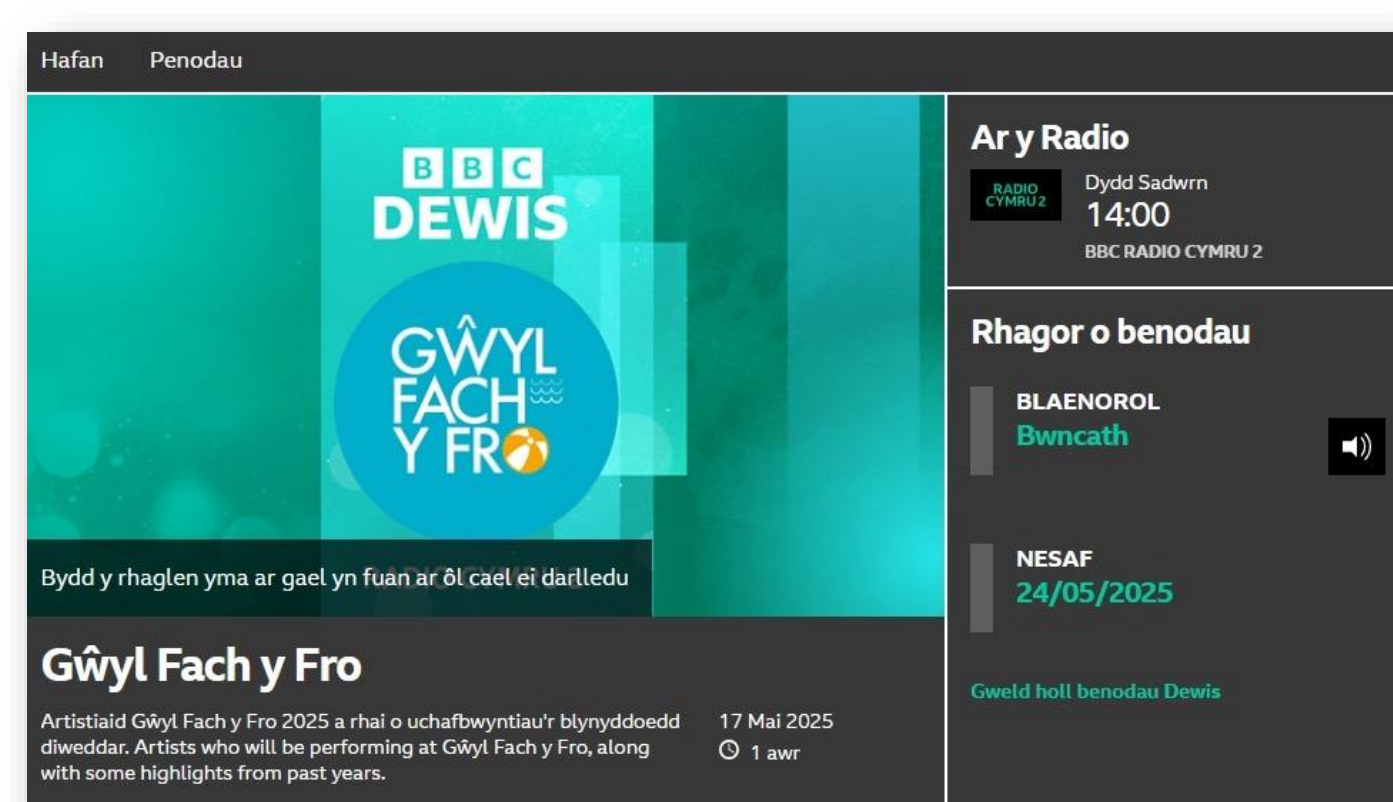 Hafan Penodau
BBC
DEWIS
GŴYL
FACH
Y FRO
Bydd y rhaglen yma ar gael yn fuan ar ôl cael ei darlledu
RADIO CYMRU 2
Gŵyl Fach y Fro
Artistiaid Gŵyl Fach y Fro 2025 a rhai o uchafbwyntiau'r blynyddoedd
diweddar. Artists who will be performing at Gŵyl Fach y Fro, along
with some highlights from past years.
17 Mai 2025
1 awr
Ar y Radio
RADIO
CYMRU 2
Dydd Sadwrn
14:00
BBC RADIO CYMRU 2
Rhagor o benodau
BLAENOROL
Bwncath
NESAF
24/05/2025
Gweld holl benodau Dewis